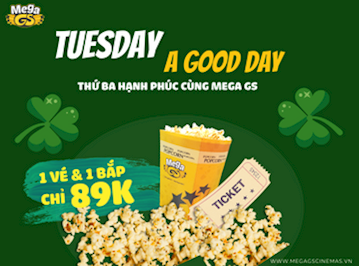 Mega GS
TUESDAY
A GOOD DAY
THỨ BA HẠNH PHÚC CÙNG MEGA GS
1 VÉ & 1 BẮP
CHỈ 89K
POPCORN
Mega GS
TICKET
WWW.MEGAGSCINEMAS.VN